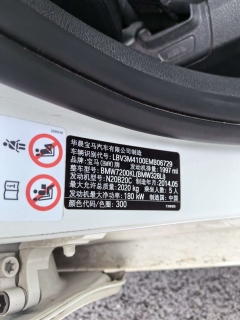 华晨宝马汽车有限公司制造
车辆识别代号: LBV3M4100EMB06729
品牌: 宝马 (BMW) 牌 发动机排量: 1997 ml
整车型号: BMW7200KL(BMW328Li)
发动机型号: N20B20C 制造年月: 2014.05
最大允许总质量: 2020 kg 乘坐人数: 5 人
发动机最大净功率: 180 kW 制造国: 中国
颜色代号: 300